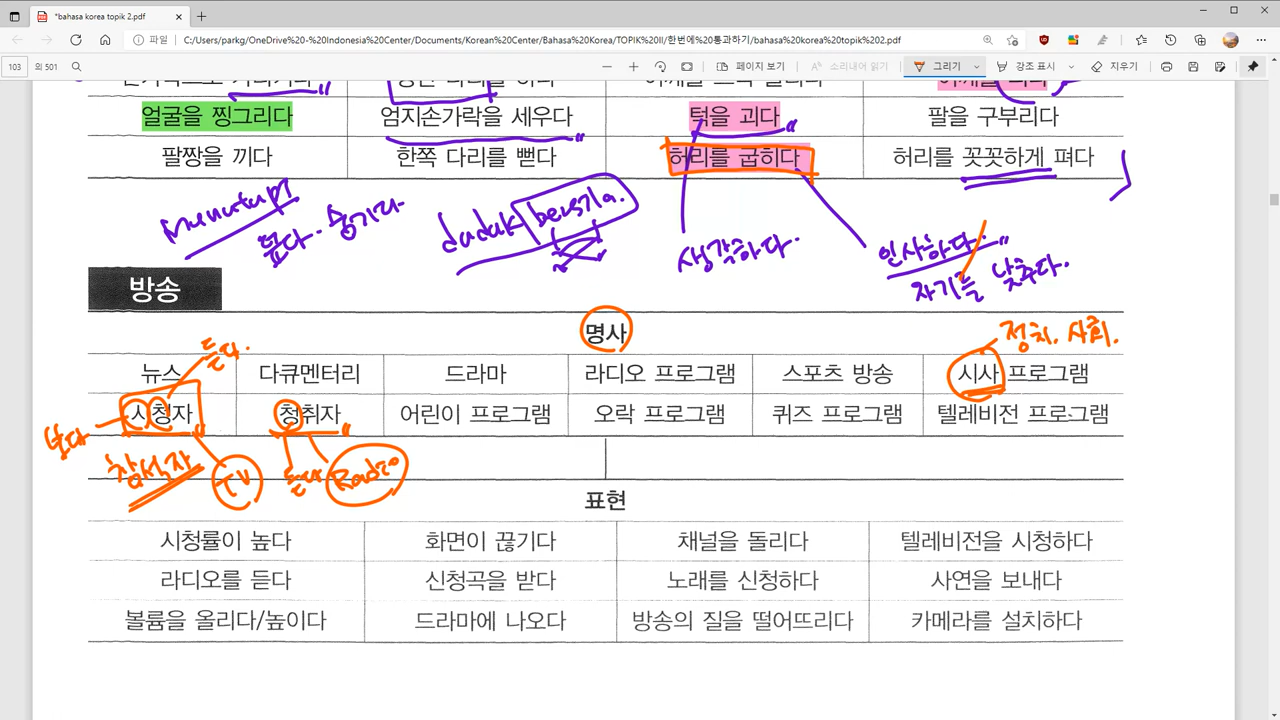 *bahasa korea topik 2.pdf
파일 C:/Users/parkg/OneDrive%20-%20Indonesia%20Center/Documents/Korean%20Center/Bahasa%20Korea/TOPIK%20II/한번에%20통과하기/bahasa%20korea%20topik%202.pdf
103 의 501 페이지 보기 소리내어 읽기 그리기 강조 표시 지우기
얼굴을 찡그리다 엄지손가락을 세우다 턱을 괴다 팔을 구부리다
팔짱을 끼다 한쪽 다리를 뻗다 허리를 굽히다 허리를 꼿꼿하게 펴다
Menutupi duduk bersila.
숨기다 생각하다. 인사하다.
자기를 낮추다.
방송
명사
정치. 사회.
듣다.
뉴스 다큐멘터리 드라마 라디오 프로그램 스포츠 방송 시사 프로그램
시청자 청취자 어린이 프로그램 오락 프로그램 퀴즈 프로그램 텔레비전 프로그램
보다
참석자 TV 듣다 Radio
표현
시청률이 높다 화면이 끊기다 채널을 돌리다 텔레비전을 시청하다
라디오를 듣다 신청곡을 받다 노래를 신청하다 사연을 보내다
볼륨을 올리다/높이다 드라마에 나오다 방송의 질을 떨어뜨리다 카메라를 설치하다